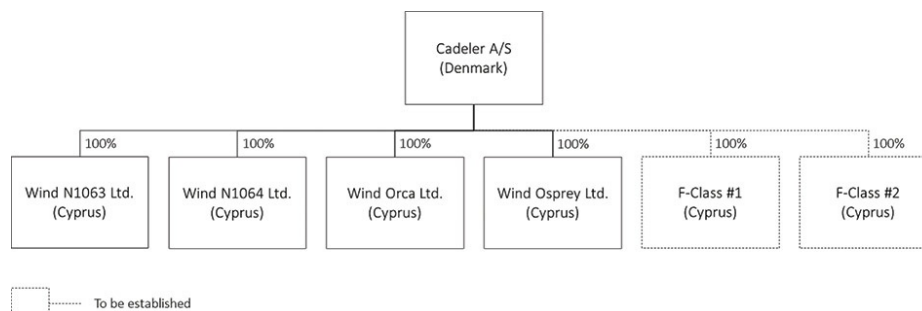 Cadeler A/S
(Denmark)
100%
100%
100%
100%
100%
100%
Wind N1063 Ltd.
(Cyprus)
Wind N1064 Ltd.
(Cyprus)
Wind Orca Ltd.
(Cyprus)
Wind Osprey Ltd.
(Cyprus)
F-Class #1
(Cyprus)
F-Class #2
(Cyprus)
To be established